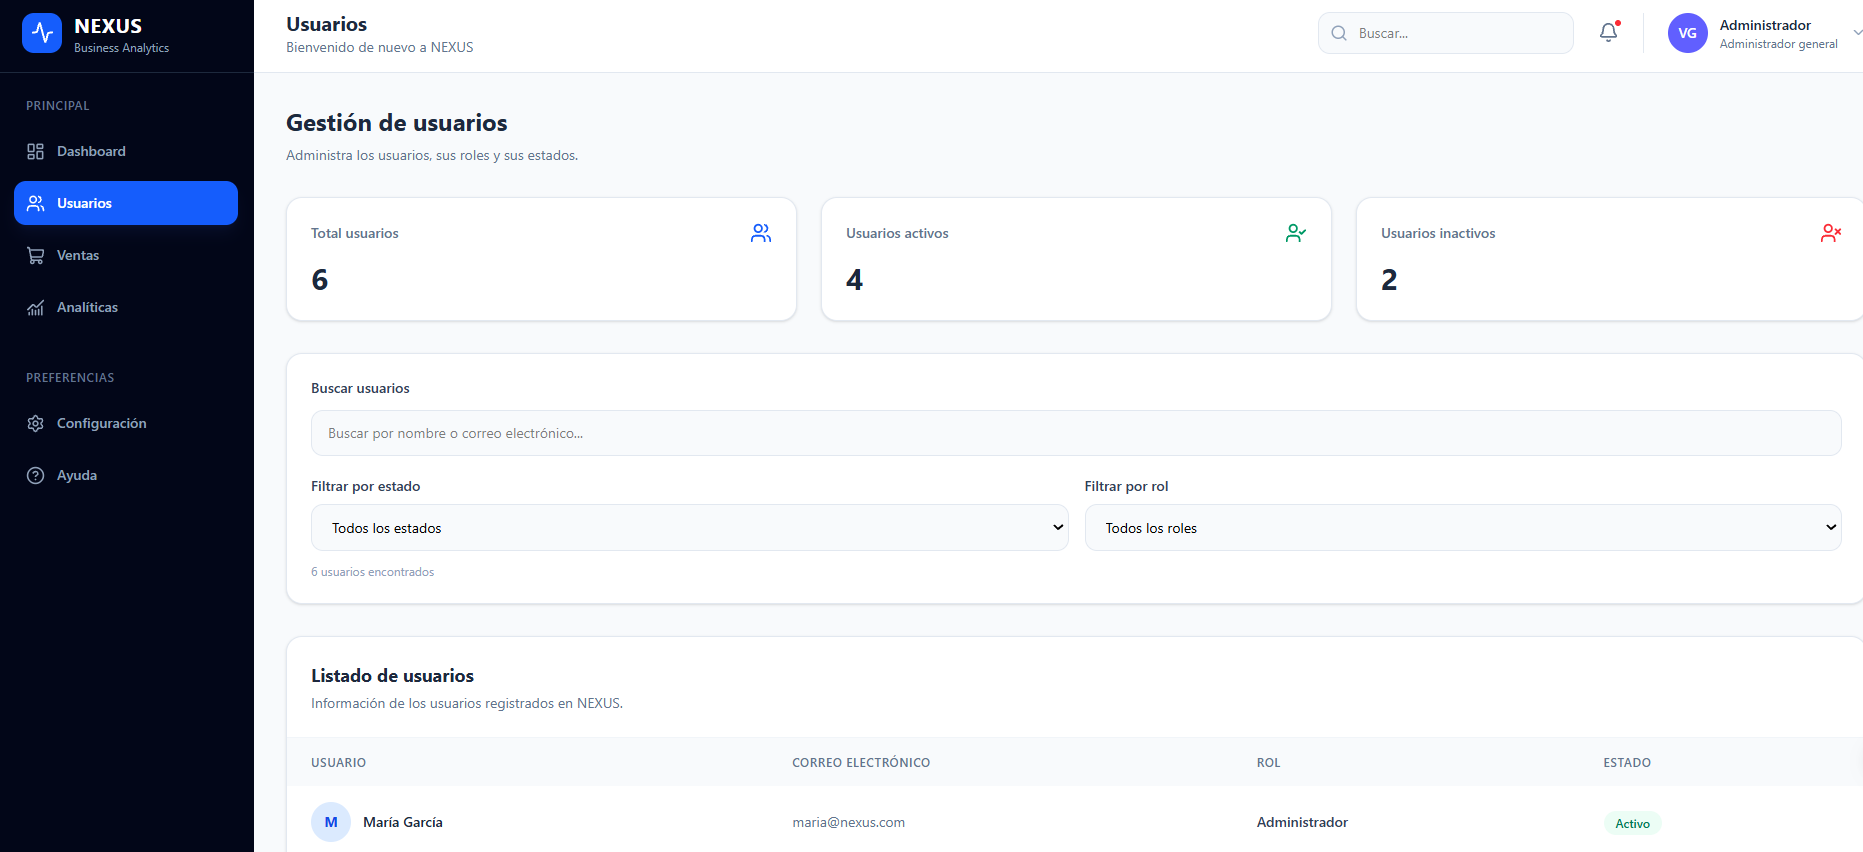 NEXUS
Business Analytics
PRINCIPAL
Dashboard
Usuarios
Ventas
Analíticas
PREFERENCIAS
Configuración
Ayuda
Usuarios
Bienvenido de nuevo a NEXUS
Buscar...
VG
Administrador
Administrador general
Gestión de usuarios
Administra los usuarios, sus roles y sus estados.
Total usuarios
6
Usuarios activos
4
Usuarios inactivos
2
Buscar usuarios
Buscar por nombre o correo electrónico...
Filtrar por estado
Todos los estados
Filtrar por rol
Todos los roles
6 usuarios encontrados
Listado de usuarios
Información de los usuarios registrados en NEXUS.
USUARIO CORREO ELECTRÓNICO ROL ESTADO
M María García maria@nexus.com Administrador Activo